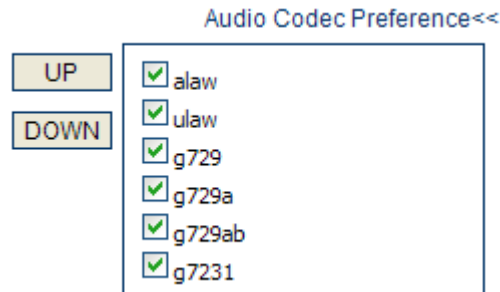 Audio Codec Preference<<
UP
DOWN
alaw
ulaw
g729
g729a
g729ab
g7231